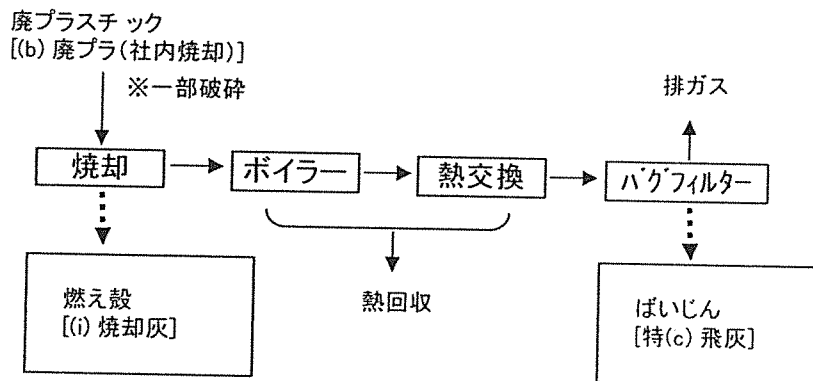 廃プラスチック
[(b) 廃プラ(社内焼却)]
※一部破砕
排ガス
焼却
ボイラー
熱交換
バグフィルター
燃え殻
[(i) 焼却灰]
熱回収
ばいじん
[特(c) 飛灰]